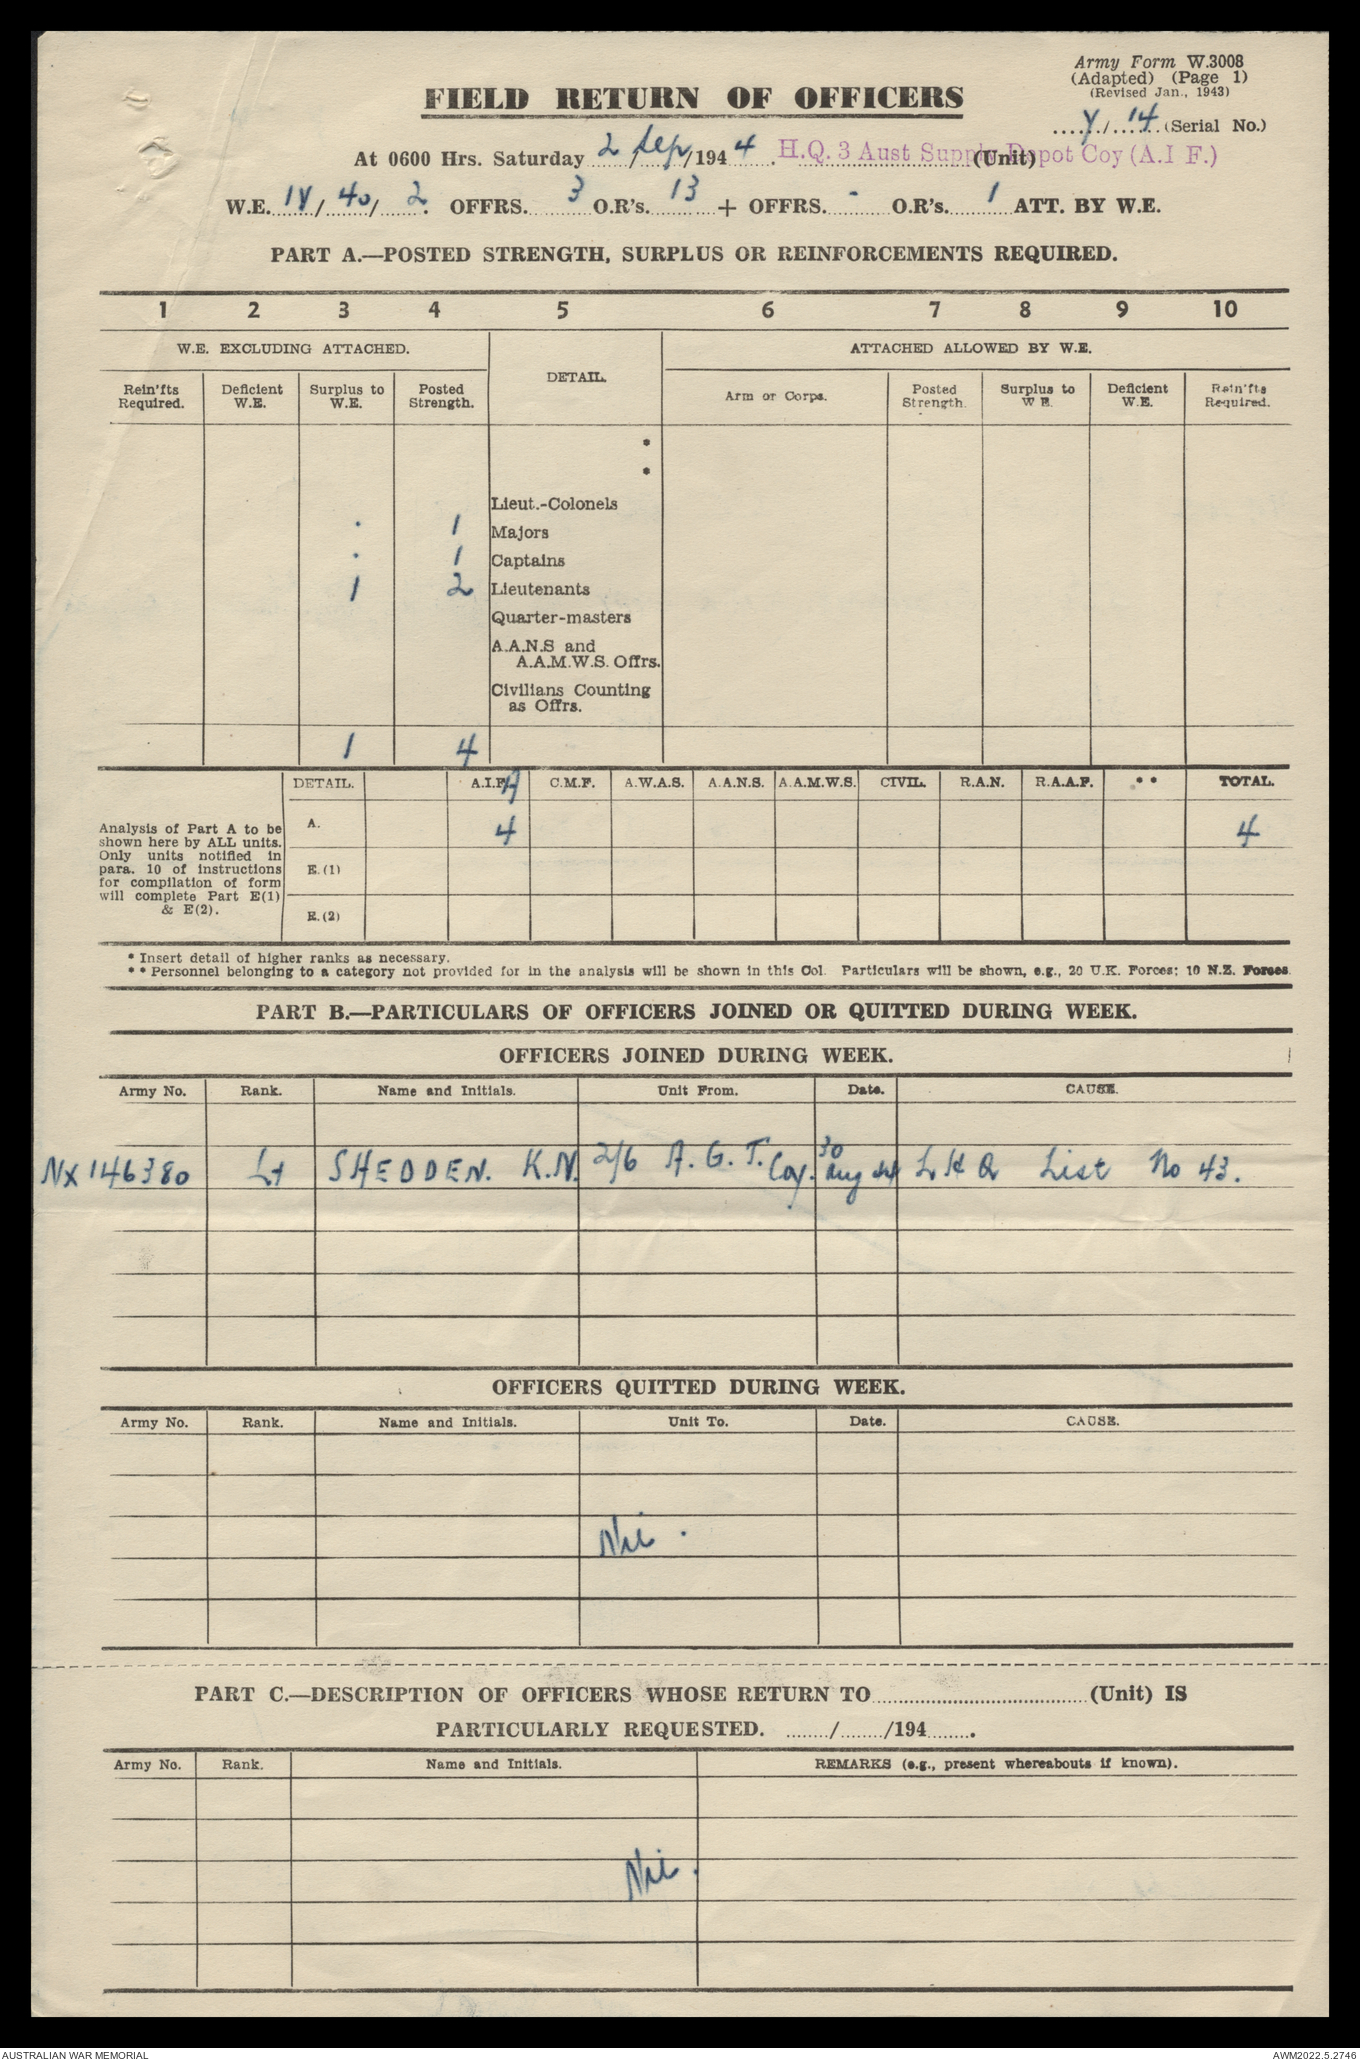 Army Form W.3008
(Adapted) (Page 1)
(Revised Jan., 1943)
FIELD RETURN OF OFFICERS
Y/14 (Serial No.)
At 0600 Hrs. Saturday 2/Sep/1944. H.Q. 3 Aust Supply Depot Coy (A.I F.) (Unit)
W.E. /40/2. OFFRS. 3 O.R's. 13 + OFFRS. - O.R's. 1 ATT. BY W.E.
PART A.—POSTED STRENGTH, SURPLUS OR REINFORCEMENTS REQUIRED.
1 2 3 4 5 6 7 8 9 10
W.E. EXCLUDING ATTACHED. DETAIL. ATTACHED ALLOWED BY W.E.
Rein'fts Required. Deficient W.E. Surplus to W.E. Posted Strength. Arm or Corps. Posted Strength. Surplus to W E. Deficient W.E. Rein'fts Required.
*
*
Lieut.-Colonels
. 1 Majors
. 1 Captains
1 2 Lieutenants
Quarter-masters
A.A.N.S and
A.A.M.W.S. Offrs.
Civilians Counting
as Offrs.
1 4
DETAIL. A.I.F. A C.M.F. A.W.A.S. A.A.N.S. A.A.M.W.S. CIVIL. R.A.N. R.A.A.F. ** TOTAL.
A. 4 4
Analysis of Part A to be
shown here by ALL units.
Only units notified in
para. 10 of instructions
for compilation of form
will complete Part E(1)
& E(2).
E.(1)
E.(2)
* Insert detail of higher ranks as necessary.
** Personnel belonging to a category not provided for in the analysis will be shown in this Col. Particulars will be shown, e.g., 20 U.K. Forces; 10 N.Z. Forces
PART B.—PARTICULARS OF OFFICERS JOINED OR QUITTED DURING WEEK.
OFFICERS JOINED DURING WEEK.
Army No. Rank. Name and Initials. Unit From. Date. CAUSE.
NX146380 Lt SHEDDEN. K.N. 2/6 A.G.T. Coy. 30 Aug 44 LHQ List No 43.
OFFICERS QUITTED DURING WEEK.
Army No. Rank. Name and Initials. Unit To. Date. CAUSE.
Nil.
PART C.—DESCRIPTION OF OFFICERS WHOSE RETURN TO (Unit) IS
PARTICULARLY REQUESTED. / /194 .
Army No. Rank. Name and Initials. REMARKS (e.g., present whereabouts if known).
Nil.
AUSTRALIAN WAR MEMORIAL AWM2022.5.2746